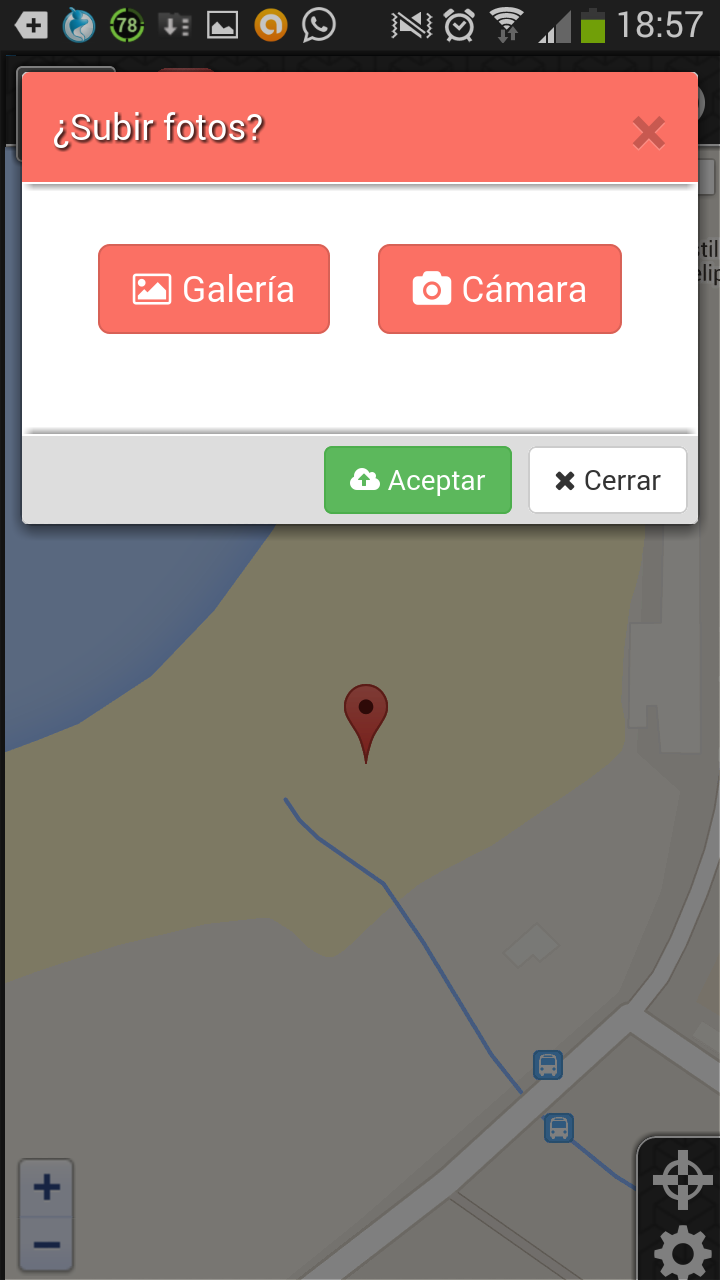 78
18:57
¿Subir fotos?
Galería
Cámara
Aceptar
Cerrar